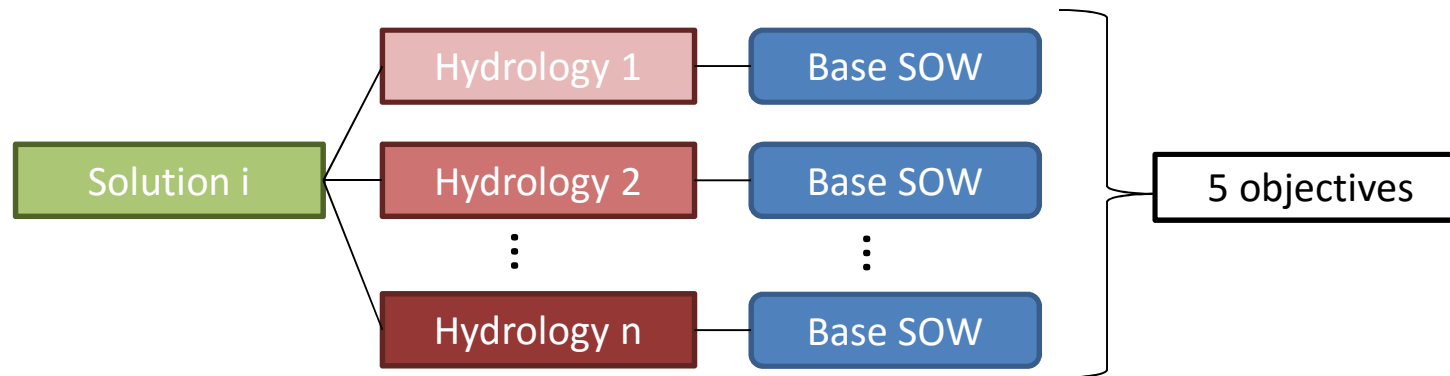 Hydrology 1
Base SOW
Solution i
Hydrology 2
Base SOW
5 objectives
Hydrology n
Base SOW